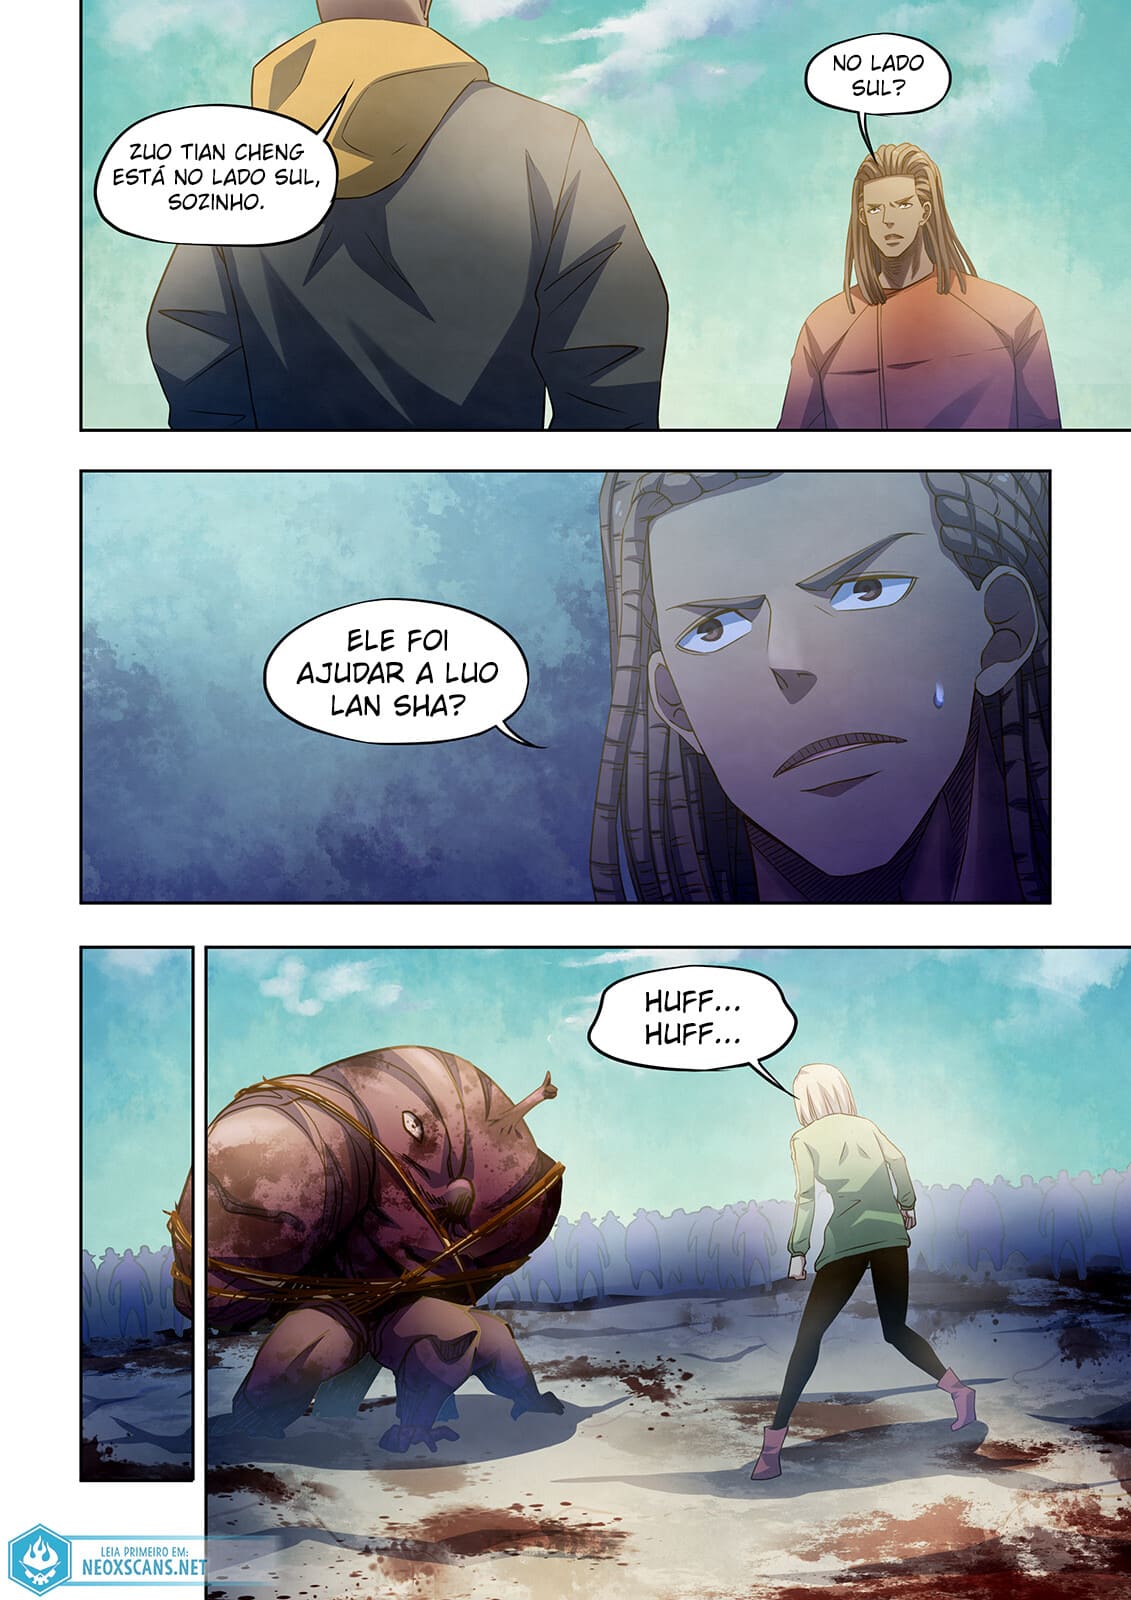 ZUO TIAN CHENG
ESTÁ NO LADO SUL,
SOZINHO.
NO LADO
SUL?
ELE FOI
AJUDAR A LUO
LAN SHA?
HUFF...
HUFF...
LEIA PRIMEIRO EM:
NEOXSCANS.NET